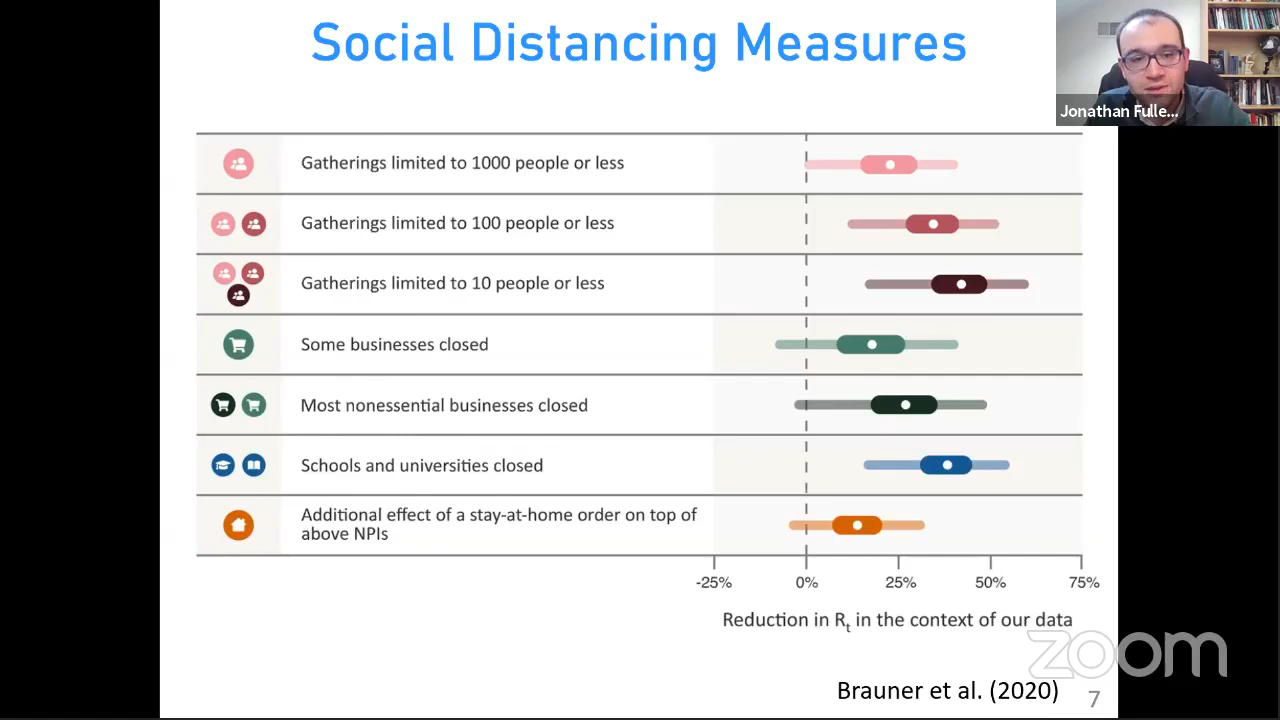 Social Distancing Measures
Jonathan Fulle...
Gatherings limited to 1000 people or less
Gatherings limited to 100 people or less
Gatherings limited to 10 people or less
Some businesses closed
Most nonessential businesses closed
Schools and universities closed
Additional effect of a stay-at-home order on top of
above NPIs
-25% 0% 25% 50% 75%
Reduction in Rt in the context of our data
zoom
Brauner et al. (2020) 7